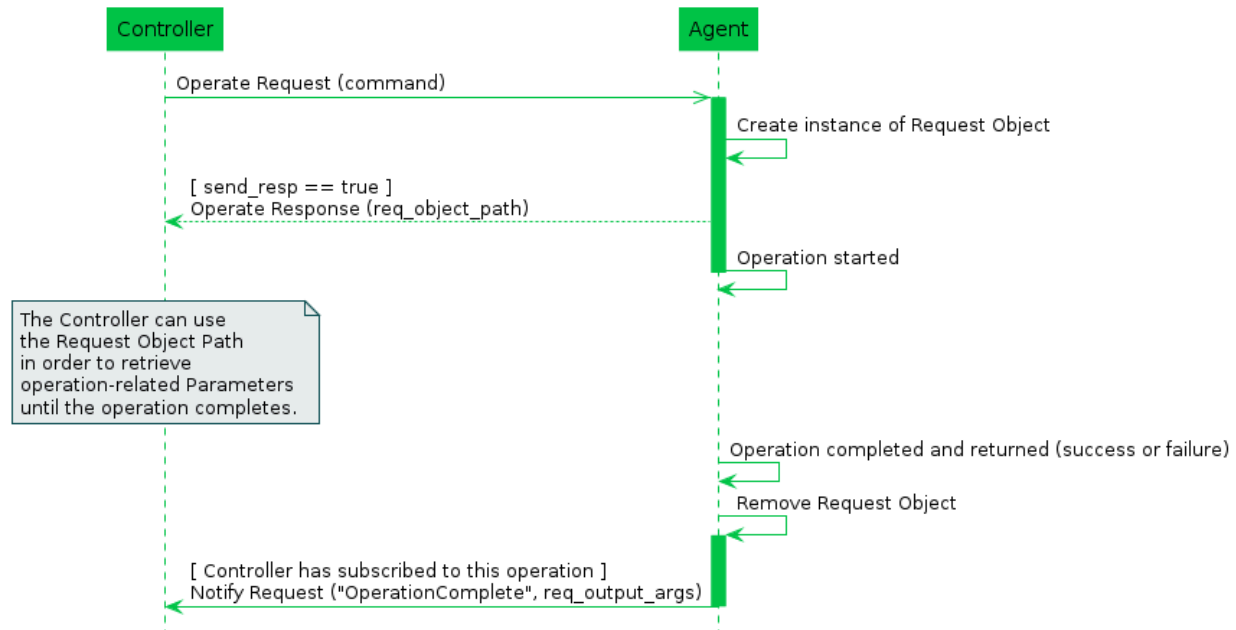 Controller
Agent
Operate Request (command)
Create instance of Request Object
[ send_resp == true ]
Operate Response (req_object_path)
Operation started
The Controller can use
the Request Object Path
in order to retrieve
operation-related Parameters
until the operation completes.
Operation completed and returned (success or failure)
Remove Request Object
[ Controller has subscribed to this operation ]
Notify Request ("OperationComplete", req_output_args)